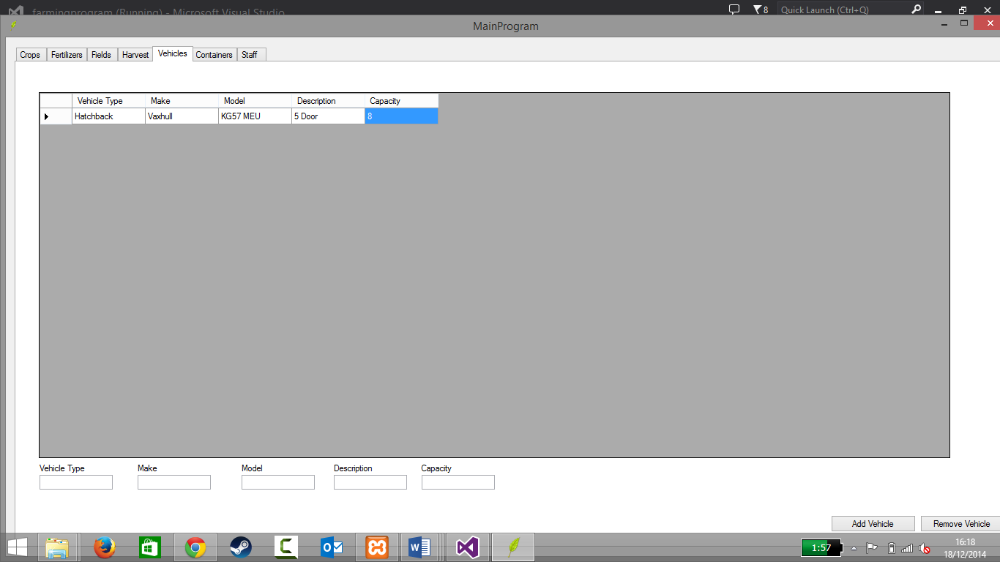 farmingprogram (Running) - Microsoft Visual Studio
8
Quick Launch (Ctrl+Q)
MainProgram
Crops Fertilizers Fields Harvest Vehicles Containers Staff
Vehicle Type Make Model Description Capacity
Hatchback Vaxhull KG57 MEU 5 Door 8
Vehicle Type Make Model Description Capacity
Add Vehicle Remove Vehicle
1:57
16:18
18/12/2014